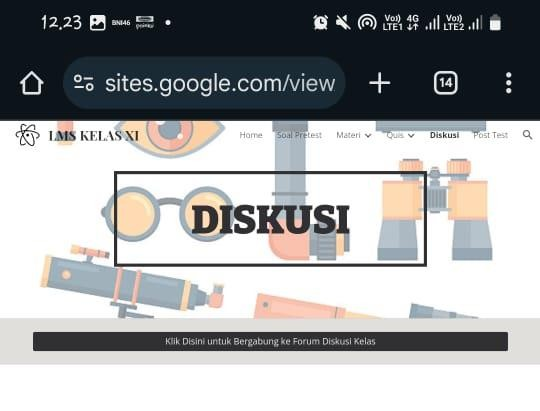 12.23 BNI46 Vo)) 4G Vo))
LTE1 LTE2
sites.google.com/view 14
LMS KELAS XI Home Soal Pretest Materi Quis Diskusi Post Test
DISKUSI
Klik Disini untuk Bergabung ke Forum Diskusi Kelas